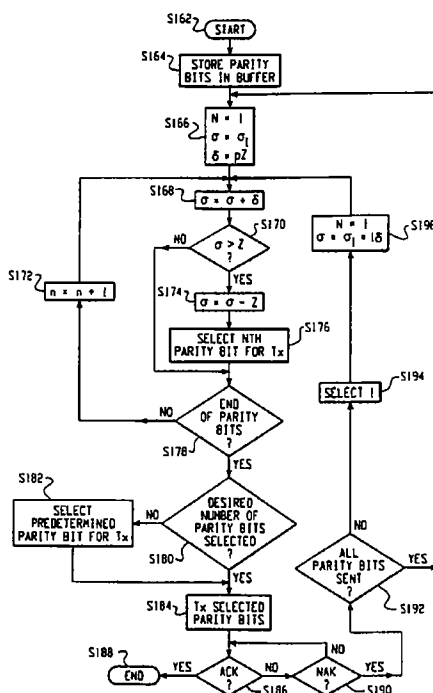 S162
START
S164
STORE PARITY
BITS IN BUFFER
S166
N = 1
σ = σ₁
δ = pZ
S168
σ = σ + δ
S170
NO
σ > Z
?
YES
S172
n = n + 1
S174
σ = σ - Z
S176
SELECT NTH
PARITY BIT FOR Tx
S178
NO
END
OF PARITY
BITS
?
YES
S180
NO
DESIRED
NUMBER OF
PARITY BITS
SELECTED
?
YES
S182
SELECT
PREDETERMINED
PARITY BIT FOR Tx
S184
Tx SELECTED
PARITY BITS
S186
YES
ACK
?
NO
S188
END
S190
NO
NAK
?
YES
S192
NO
ALL
PARITY BITS
SENT
?
YES
S194
SELECT l
S196
N = 1
σ = σ₁ = lδ